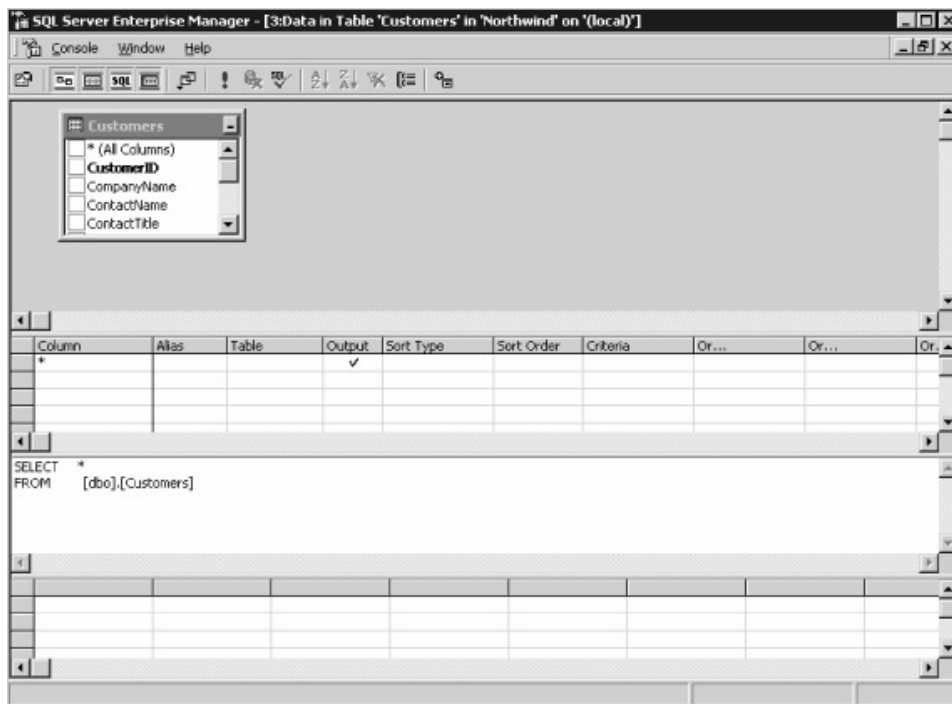 SQL Server Enterprise Manager - [3:Data in Table 'Customers' in 'Northwind' on '(local)']
Console Window Help
SQL
Customers
* (All Columns)
CustomerID
CompanyName
ContactName
ContactTitle
Column Alias Table Output Sort Type Sort Order Criteria Or... Or... Or.
*
SELECT *
FROM [dbo].[Customers]